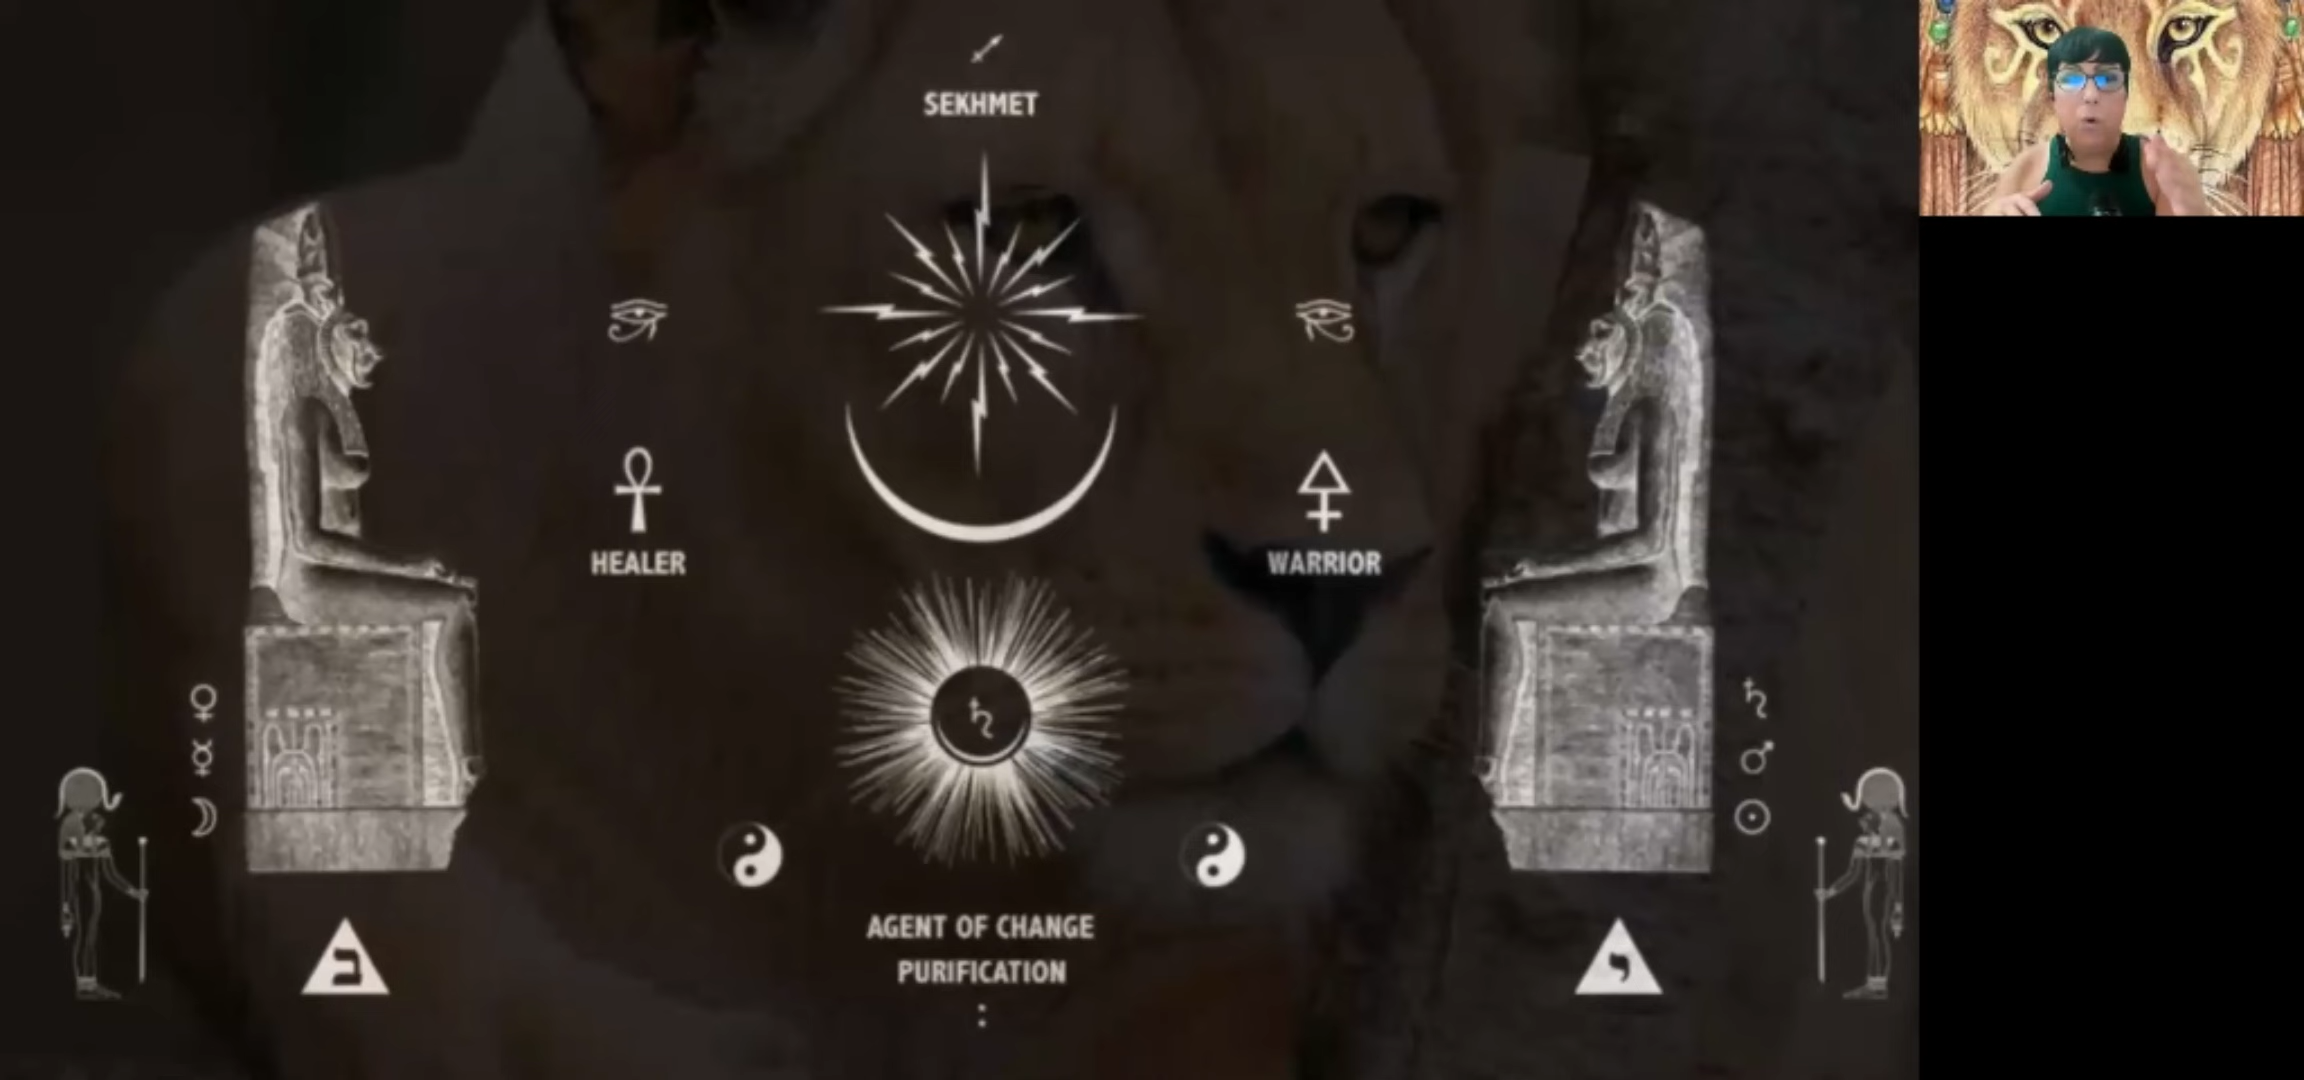 SEKHMET
HEALER
WARRIOR
AGENT OF CHANGE
PURIFICATION
:
ב
י